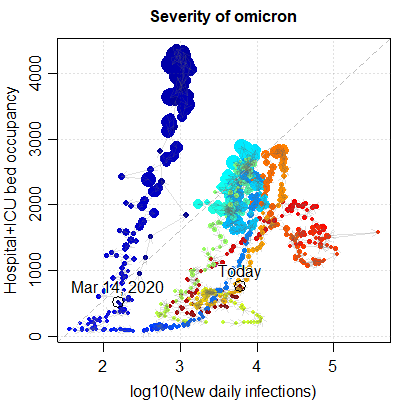 Severity of omicron
Hospital+ICU bed occupancy
4000
3000
2000
1000
0
Mar 14, 2020
Today
2
3
4
5
log10(New daily infections)